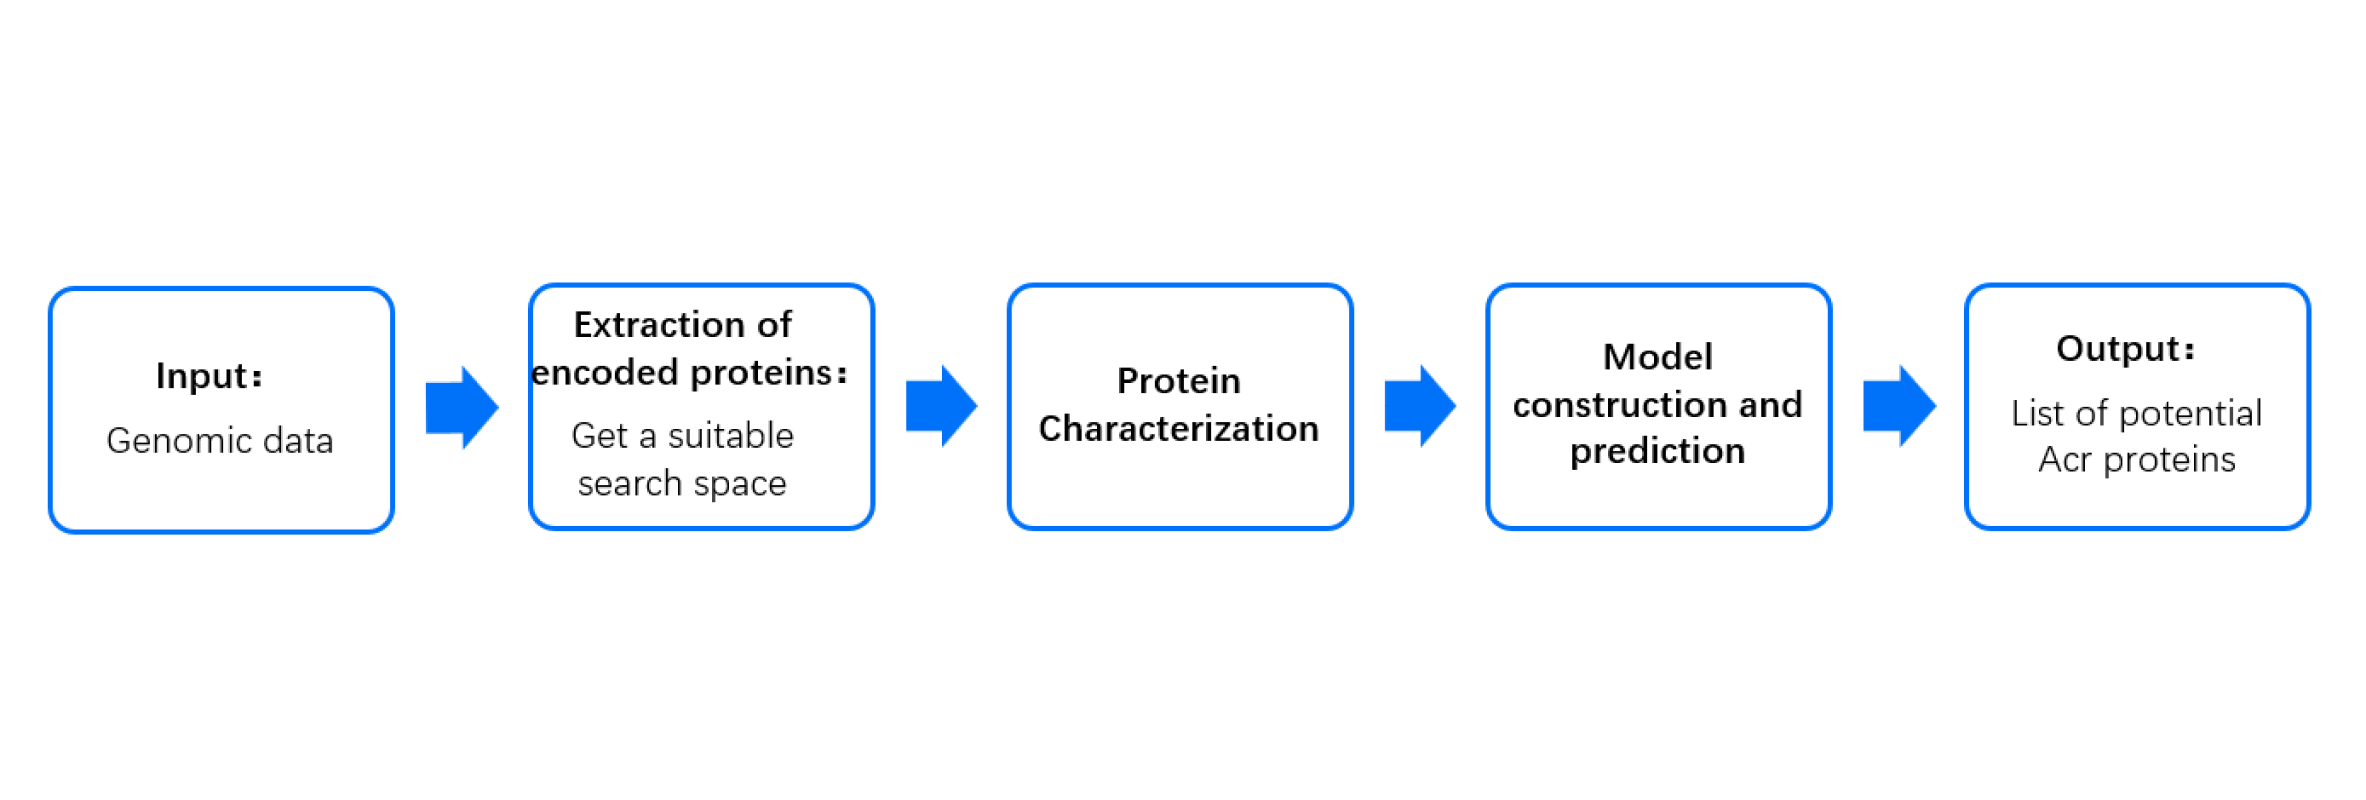 Input：
Genomic data
Extraction of
encoded proteins：
Get a suitable
search space
Protein
Characterization
Model
construction and
prediction
Output：
List of potential
Acr proteins